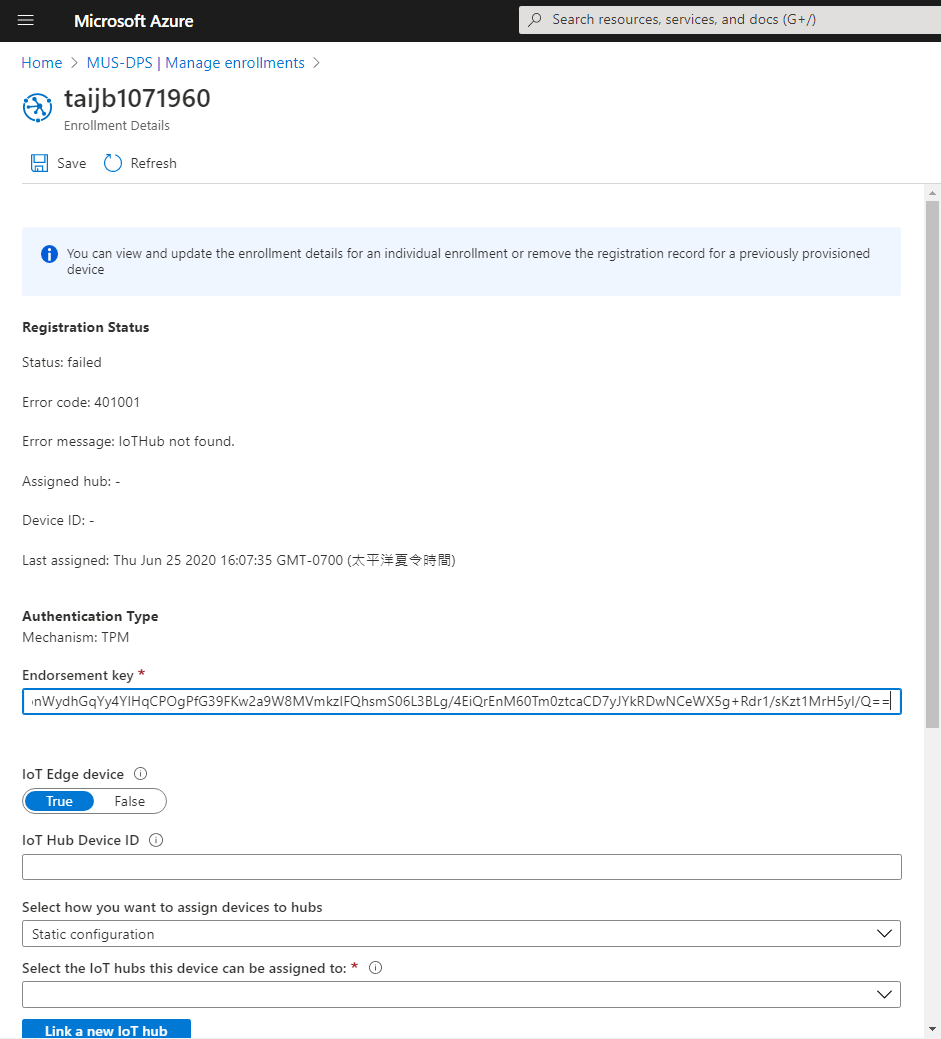 Microsoft Azure
Search resources, services, and docs (G+/)
Home > MUS-DPS | Manage enrollments >
taijb1071960
Enrollment Details
Save Refresh
You can view and update the enrollment details for an individual enrollment or remove the registration record for a previously provisioned
device
Registration Status
Status: failed
Error code: 401001
Error message: IoTHub not found.
Assigned hub: -
Device ID: -
Last assigned: Thu Jun 25 2020 16:07:35 GMT-0700 (太平洋夏令時間)
Authentication Type
Mechanism: TPM
Endorsement key *
nWydhGqYy4YIHqCPOgPfG39FKw2a9W8MVmkzIFQhsmS06L3BLg/4EiQrEnM60Tm0ztcaCD7yJYkRDwNCeWX5g+Rdr1/sKzt1MrH5yI/Q==
IoT Edge device
True False
IoT Hub Device ID
Select how you want to assign devices to hubs
Static configuration
Select the IoT hubs this device can be assigned to: *
Link a new IoT hub